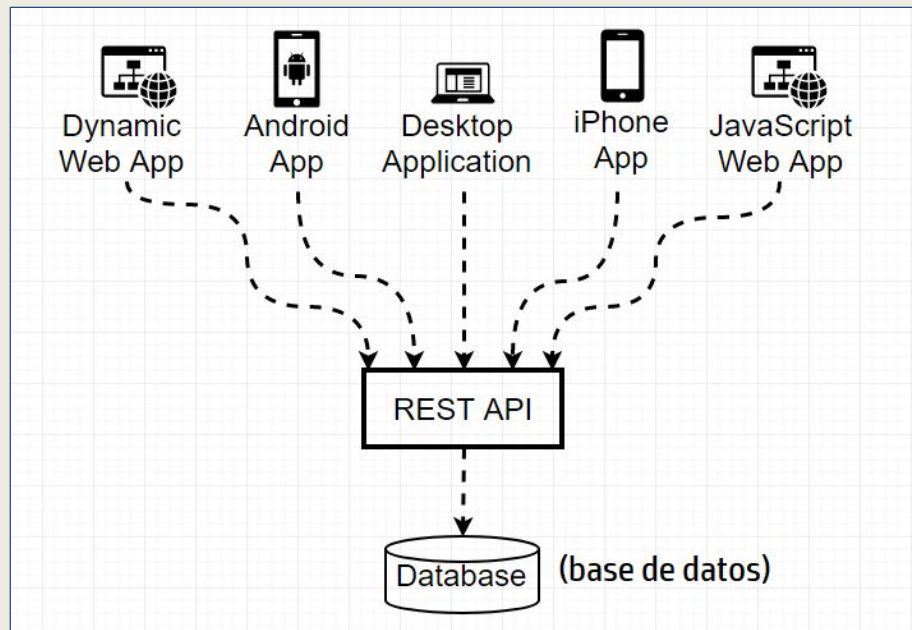 Dynamic
Web App
Android
App
Desktop
Application
iPhone
App
JavaScript
Web App
REST API
Database
(base de datos)